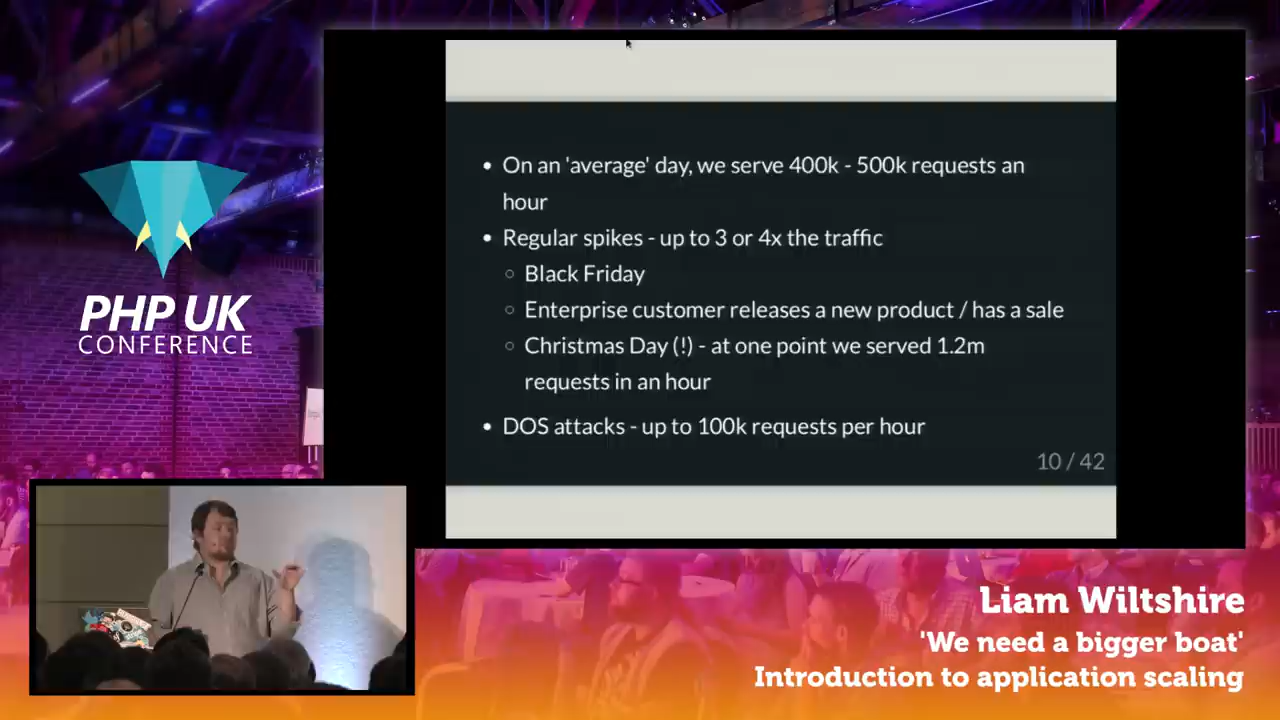 PHP UK
CONFERENCE
On an 'average' day, we serve 400k - 500k requests an
hour
Regular spikes - up to 3 or 4x the traffic
Black Friday
Enterprise customer releases a new product / has a sale
Christmas Day (!) - at one point we served 1.2m
requests in an hour
DOS attacks - up to 100k requests per hour
10 / 42
Liam Wiltshire
'We need a bigger boat'
Introduction to application scaling